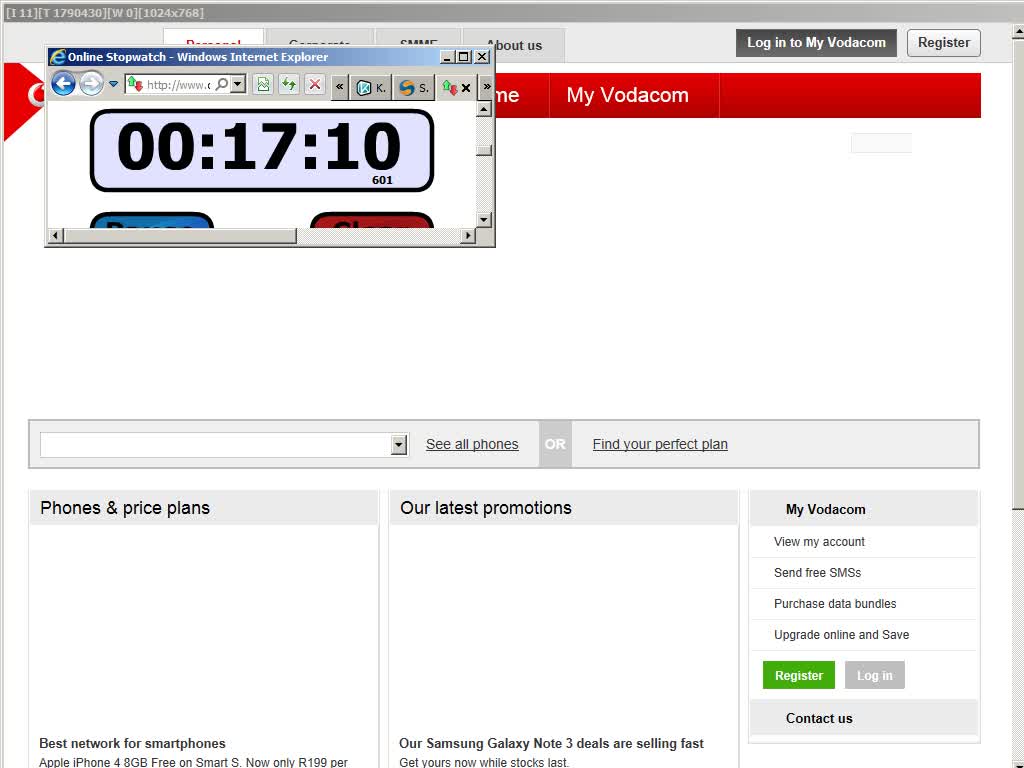 [I 11][T 1790430][W 0][1024x768]
Personal Corporate SMME About us
Log in to My Vodacom Register
Online Stopwatch - Windows Internet Explorer
http://www.c « K. S. »
me My Vodacom
00:17:10
601
Pause Clear
See all phones OR Find your perfect plan
Phones & price plans
Our latest promotions
My Vodacom
View my account
Send free SMSs
Purchase data bundles
Upgrade online and Save
Register Log in
Contact us
Best network for smartphones
Apple iPhone 4 8GB Free on Smart S. Now only R199 per
Our Samsung Galaxy Note 3 deals are selling fast
Get yours now while stocks last.